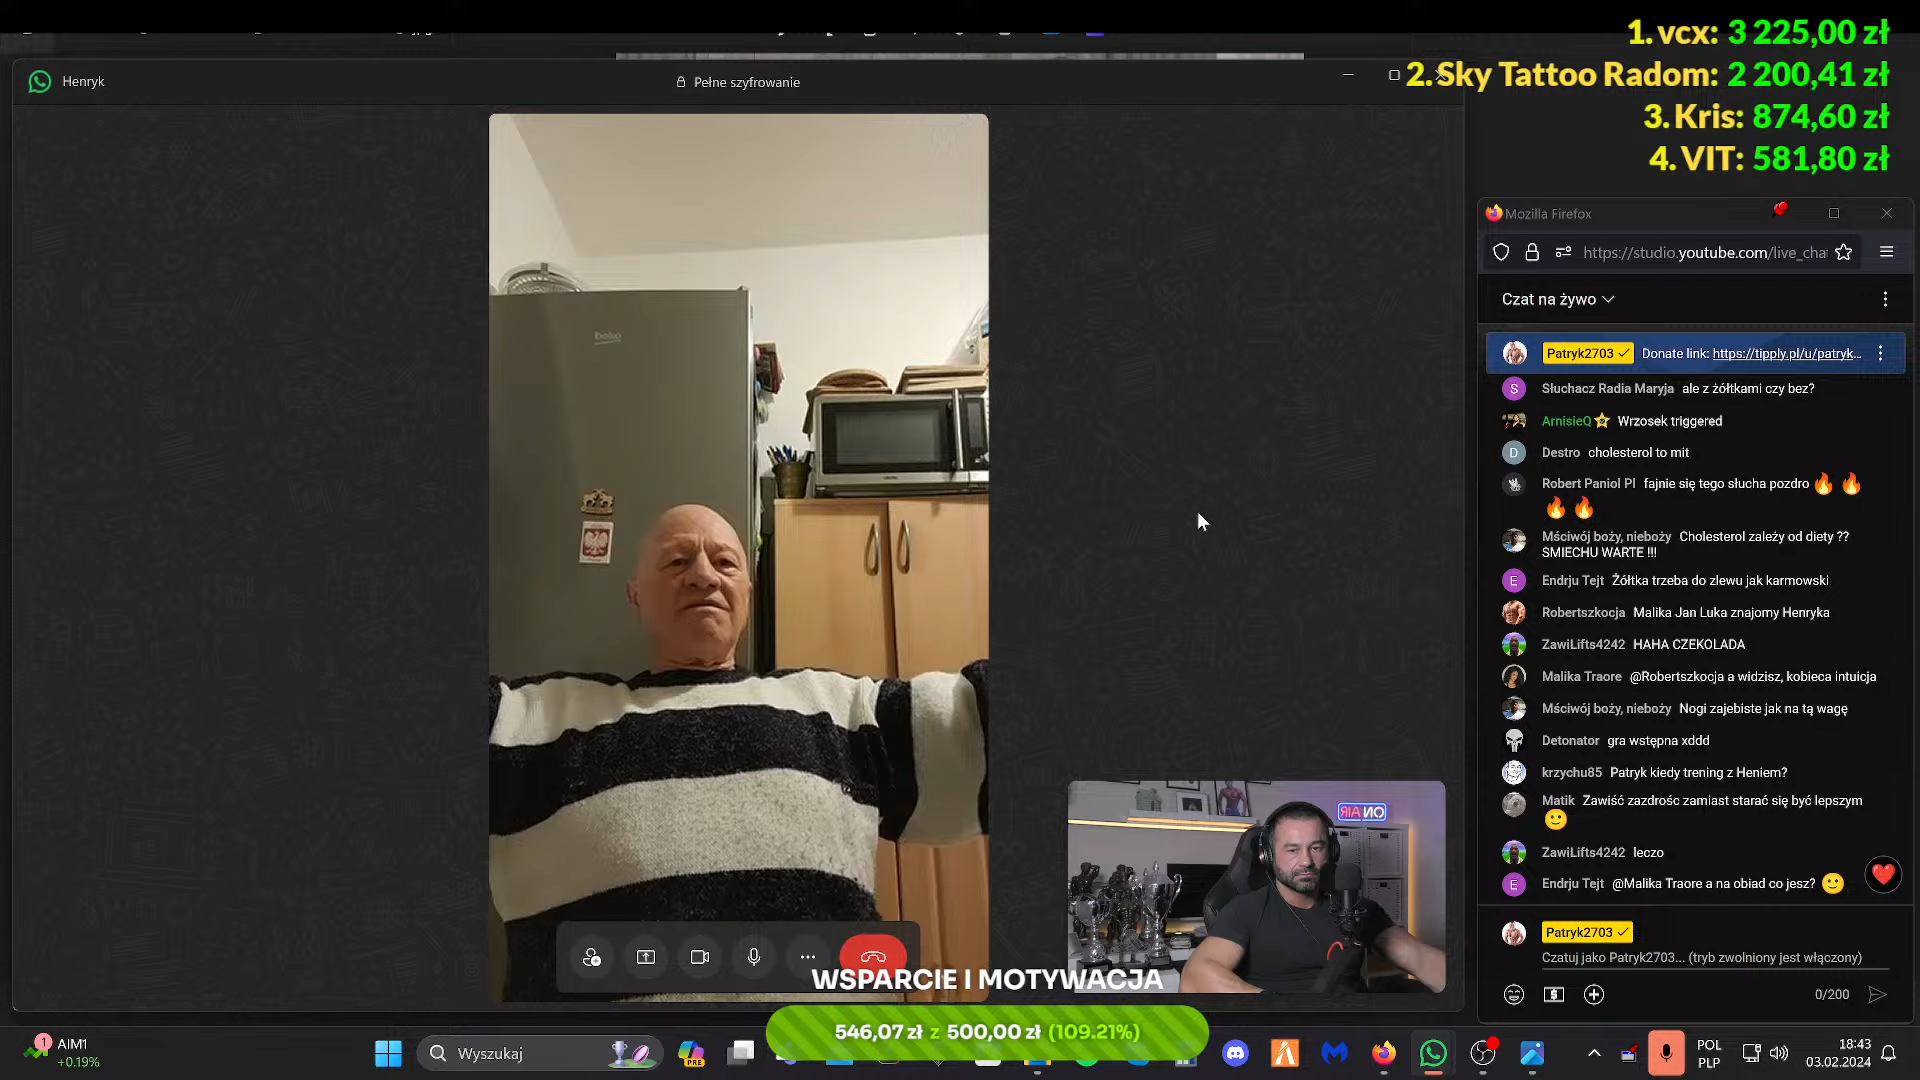 1. vcx: 3 225,00 zł
2. Sky Tattoo Radom: 2 200,41 zł
3. Kris: 874,60 zł
4. VIT: 581,80 zł
Henryk
Pełne szyfrowanie
beko
ON AIR
WSPARCIE I MOTYWACJA
546,07 zł z 500,00 zł (109.21%)
Mozilla Firefox
https://studio.youtube.com/live_cha
Czat na żywo
Patryk2703 Donate link: https://tipply.pl/u/patryk...
Słuchacz Radia Maryja ale z żółtkami czy bez?
ArnisieQ Wrzosek triggered
Destro cholesterol to mit
Robert Paniol Pl fajnie się tego słucha pozdro 🔥 🔥
🔥 🔥
Mściwój boży, nieboży Cholesterol zależy od diety ??
SMIECHU WARTE !!!
Endrju Tejt Żółtka trzeba do zlewu jak karmowski
Robertszkocja Malika Jan Luka znajomy Henryka
ZawiLifts4242 HAHA CZEKOLADA
Malika Traore @Robertszkocja a widzisz, kobieca intuicja
Mściwój boży, nieboży Nogi zajebiste jak na tą wagę
Detonator gra wstępna xddd
krzychu85 Patryk kiedy trening z Heniem?
Matik Zawiść zazdrośc zamiast starać się być lepszym
🙂
ZawiLifts4242 leczo
Endrju Tejt @Malika Traore a na obiad co jesz? 🙂
Patryk2703
Czatuj jako Patryk2703... (tryb zwolniony jest włączony)
0/200
1
AIM1
+0.19%
Wyszukaj
PRE
POL
PLP
18:43
03.02.2024